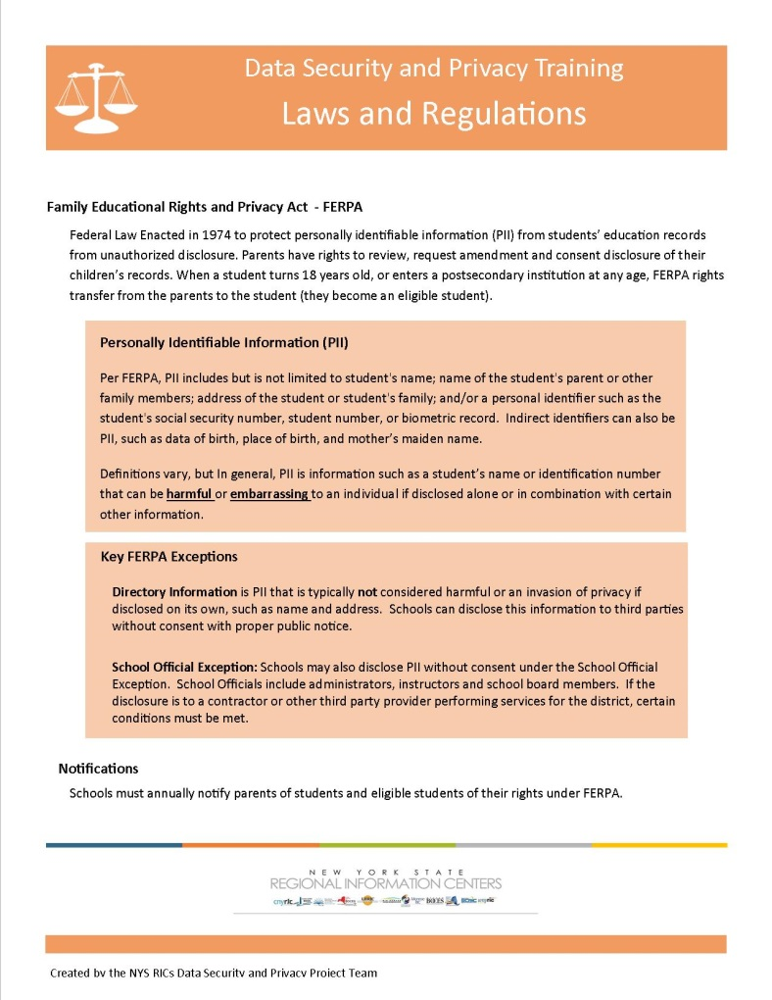 Data Security and Privacy Training
Laws and Regulations
Family Educational Rights and Privacy Act - FERPA
Federal Law Enacted in 1974 to protect personally identifiable information (PII) from students’ education records
from unauthorized disclosure. Parents have rights to review, request amendment and consent disclosure of their
children’s records. When a student turns 18 years old, or enters a postsecondary institution at any age, FERPA rights
transfer from the parents to the student (they become an eligible student).
Personally Identifiable Information (PII)
Per FERPA, PII includes but is not limited to student's name; name of the student's parent or other
family members; address of the student or student's family; and/or a personal identifier such as the
student's social security number, student number, or biometric record. Indirect identifiers can also be
PII, such as data of birth, place of birth, and mother’s maiden name.
Definitions vary, but In general, PII is information such as a student’s name or identification number
that can be harmful or embarrassing to an individual if disclosed alone or in combination with certain
other information.
Key FERPA Exceptions
Directory Information is PII that is typically not considered harmful or an invasion of privacy if
disclosed on its own, such as name and address. Schools can disclose this information to third parties
without consent with proper public notice.
School Official Exception: Schools may also disclose PII without consent under the School Official
Exception. School Officials include administrators, instructors and school board members. If the
disclosure is to a contractor or other third party provider performing services for the district, certain
conditions must be met.
Notifications
Schools must annually notify parents of students and eligible students of their rights under FERPA.
NEW YORK STATE
REGIONAL INFORMATION CENTERS
cnyric
Created by the NYS RICs Data Security and Privacy Project Team